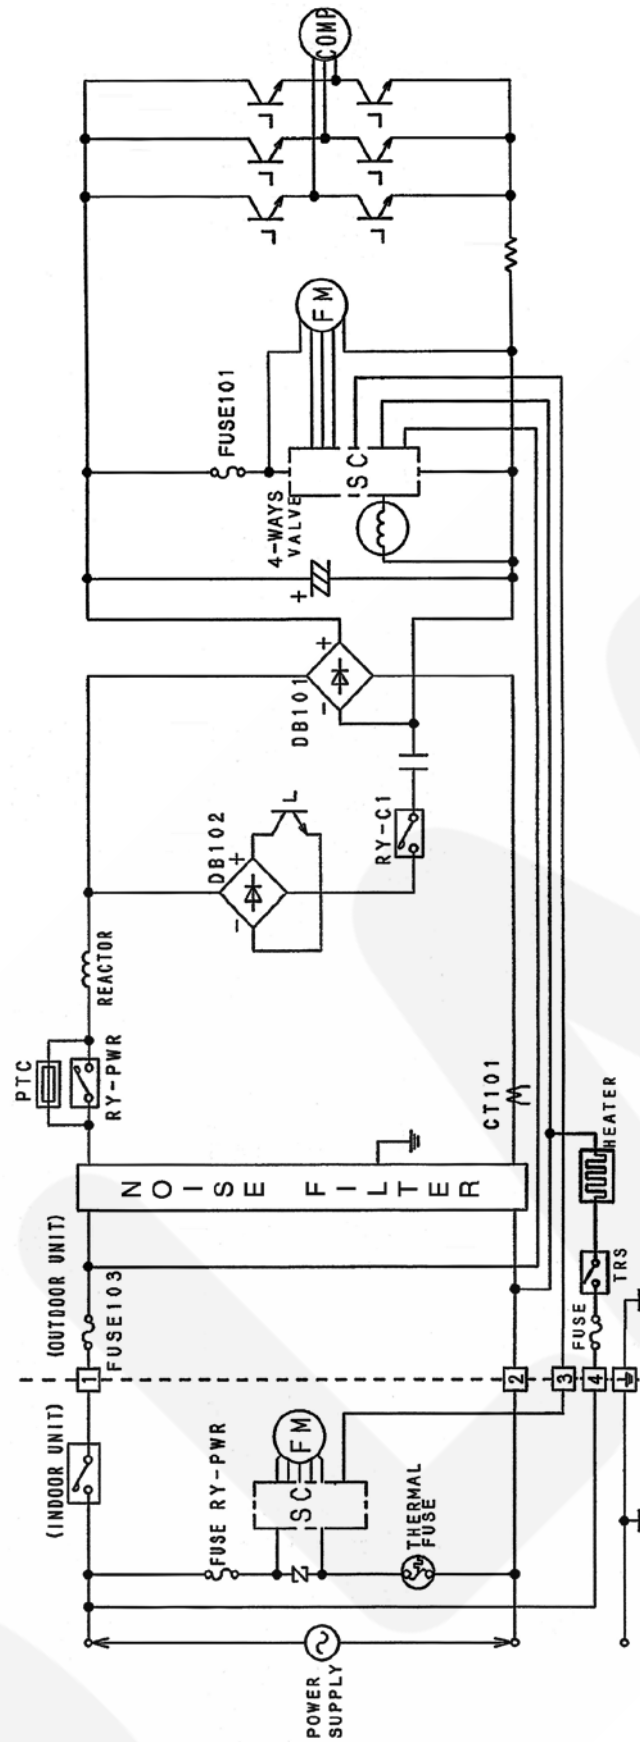 COMP
FM
FUSE101
SC
4-WAYS
VALVE
+
DB101
+
-
DB102
+
-
RY-C1
REACTOR
PTC
RY-PWR
CT101
NOISE FILTER
HEATER
TRS
FUSE
(OUTDOOR UNIT)
FUSE103
1
2
3
4
(INDOOR UNIT)
FUSE RY-PWR
SC
FM
THERMAL
FUSE
POWER
SUPPLY